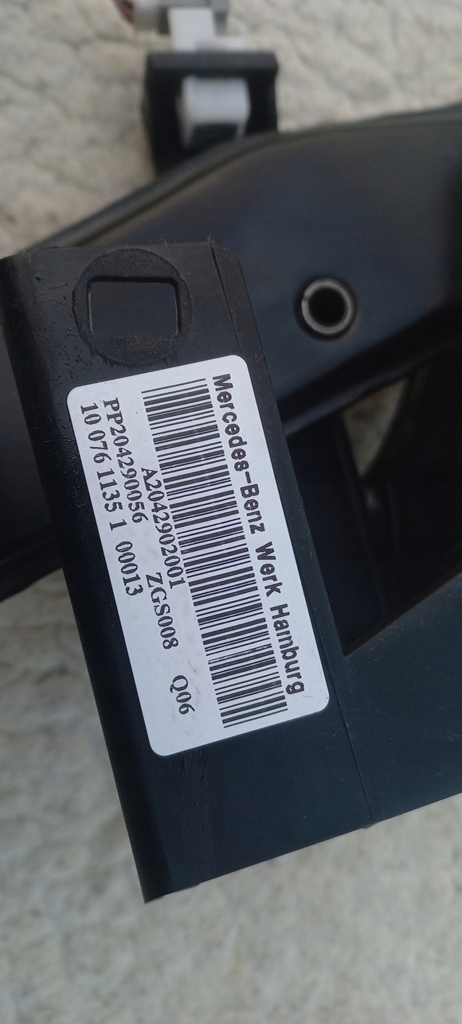 Mercedes-Benz Werk Hamburg
A2042902001 ZGS008 Q06
PP204290056
10 076 1135 1 00013